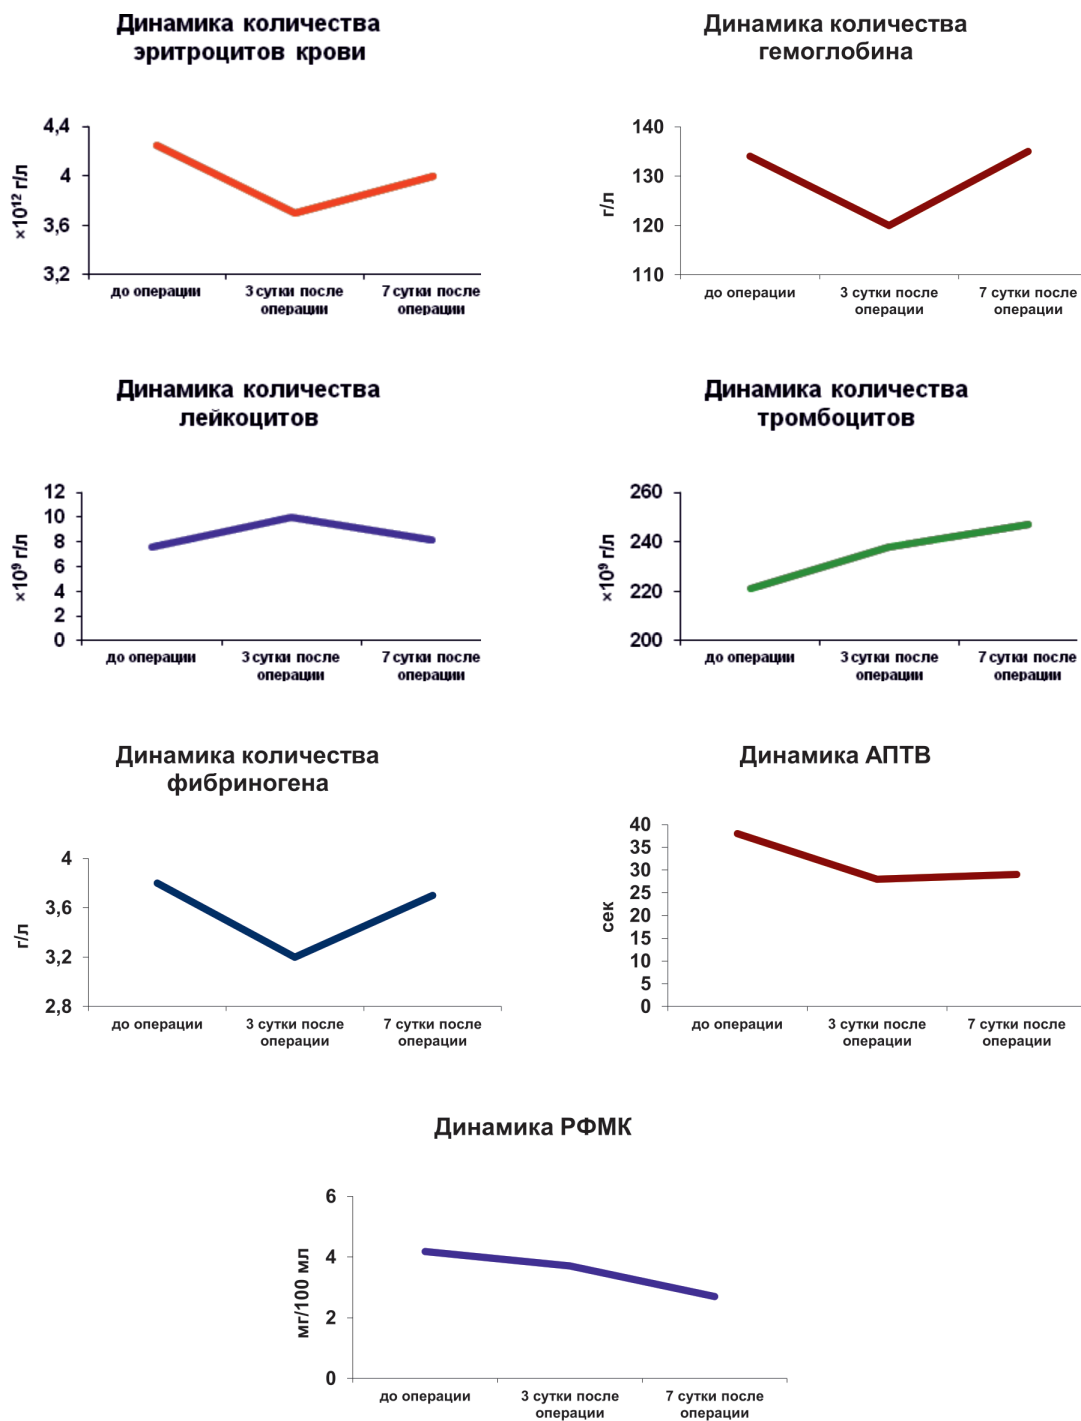 Динамика количества
эритроцитов крови
×10¹² г/л
4,4
4
3,6
3,2
до операции
3 сутки после
операции
7 сутки после
операции
Динамика количества
гемоглобина
г/л
140
130
120
110
до операции
3 сутки после
операции
7 сутки после
операции
Динамика количества
лейкоцитов
×10⁹ г/л
12
10
8
6
4
2
0
до операции
3 сутки после
операции
7 сутки после
операции
Динамика количества
тромбоцитов
×10⁹ г/л
260
240
220
200
до операции
3 сутки после
операции
7 сутки после
операции
Динамика количества
фибриногена
г/л
4
3,6
3,2
2,8
до операции
3 сутки после
операции
7 сутки после
операции
Динамика АПТВ
сек
40
35
30
25
20
15
10
5
0
до операции
3 сутки после
операции
7 сутки после
операции
Динамика РФМК
мг/100 мл
6
4
2
0
до операции
3 сутки после
операции
7 сутки после
операции